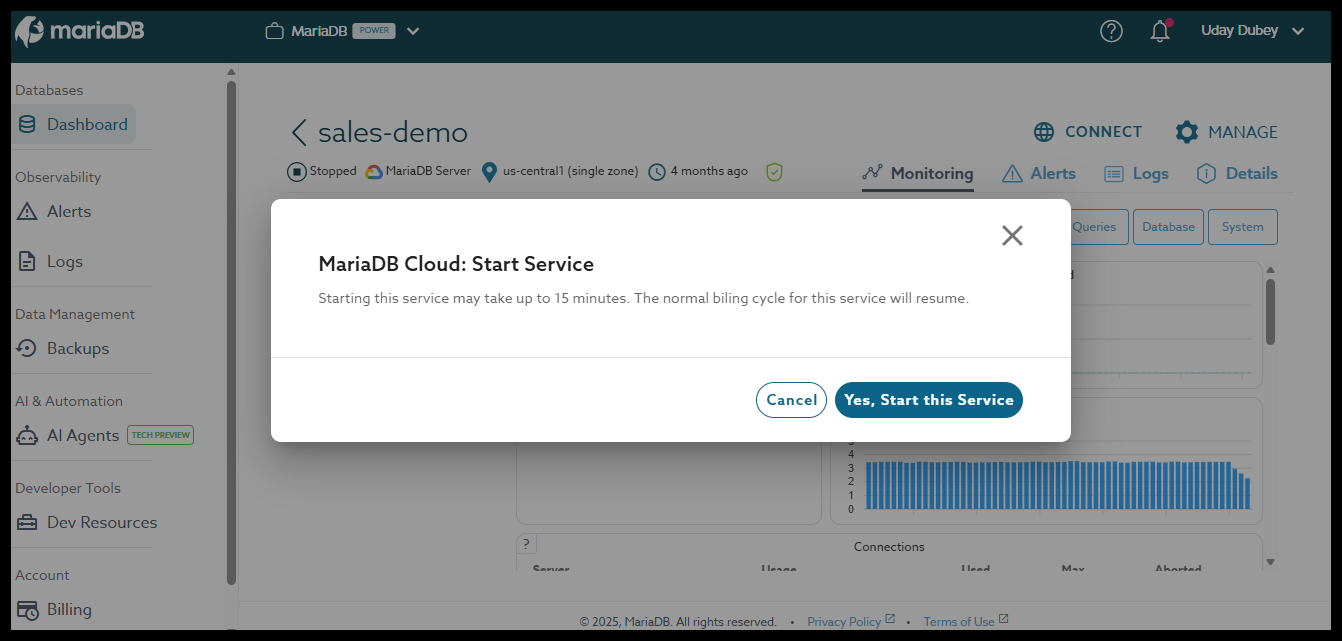 mariaDB
MariaDB POWER
Uday Dubey
Databases
Dashboard
Observability
Alerts
Logs
Data Management
Backups
AI & Automation
AI Agents TECH PREVIEW
Developer Tools
Dev Resources
Account
Billing
sales-demo
CONNECT MANAGE
Stopped MariaDB Server us-central1 (single zone) 4 months ago
Monitoring Alerts Logs Details
Queries Database System
MariaDB Cloud: Start Service
Starting this service may take up to 15 minutes. The normal biling cycle for this service will resume.
Cancel Yes, Start this Service
4
3
2
1
0
?
Connections
Server Usage Used Max Aborted
© 2025, MariaDB. All rights reserved. • Privacy Policy • Terms of Use